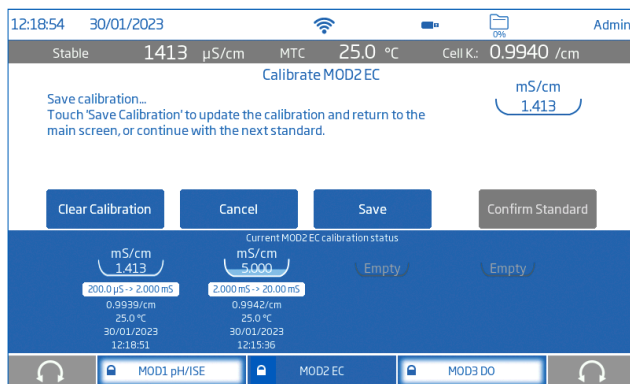 12:18:54 30/01/2023 0% Admin
Stable 1413 µS/cm MTC 25.0 °C Cell K.: 0.9940 /cm
Calibrate MOD2 EC
Save calibration...
Touch 'Save Calibration' to update the calibration and return to the
main screen, or continue with the next standard.
mS/cm
1.413
Clear Calibration Cancel Save Confirm Standard
Current MOD2 EC calibration status
mS/cm
1.413
200.0 µS -> 2.000 mS
0.9939/cm
25.0 °C
30/01/2023
12:18:51
mS/cm
5.000
2.000 mS -> 20.00 mS
0.9942/cm
25.0 °C
30/01/2023
12:15:36
Empty
Empty
MOD1 pH/ISE MOD2 EC MOD3 DO